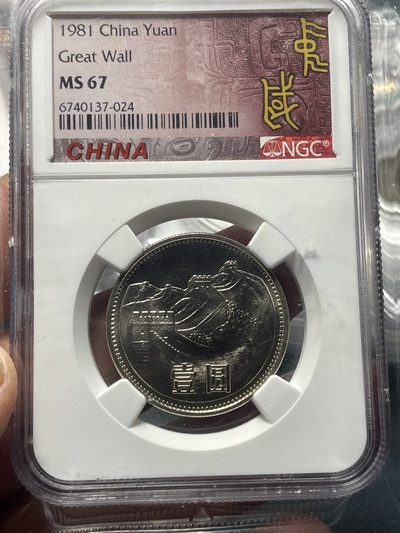 1981 China Yuan
Great Wall
MS 67
6740137-024
CHINA
NGC®
壹圆